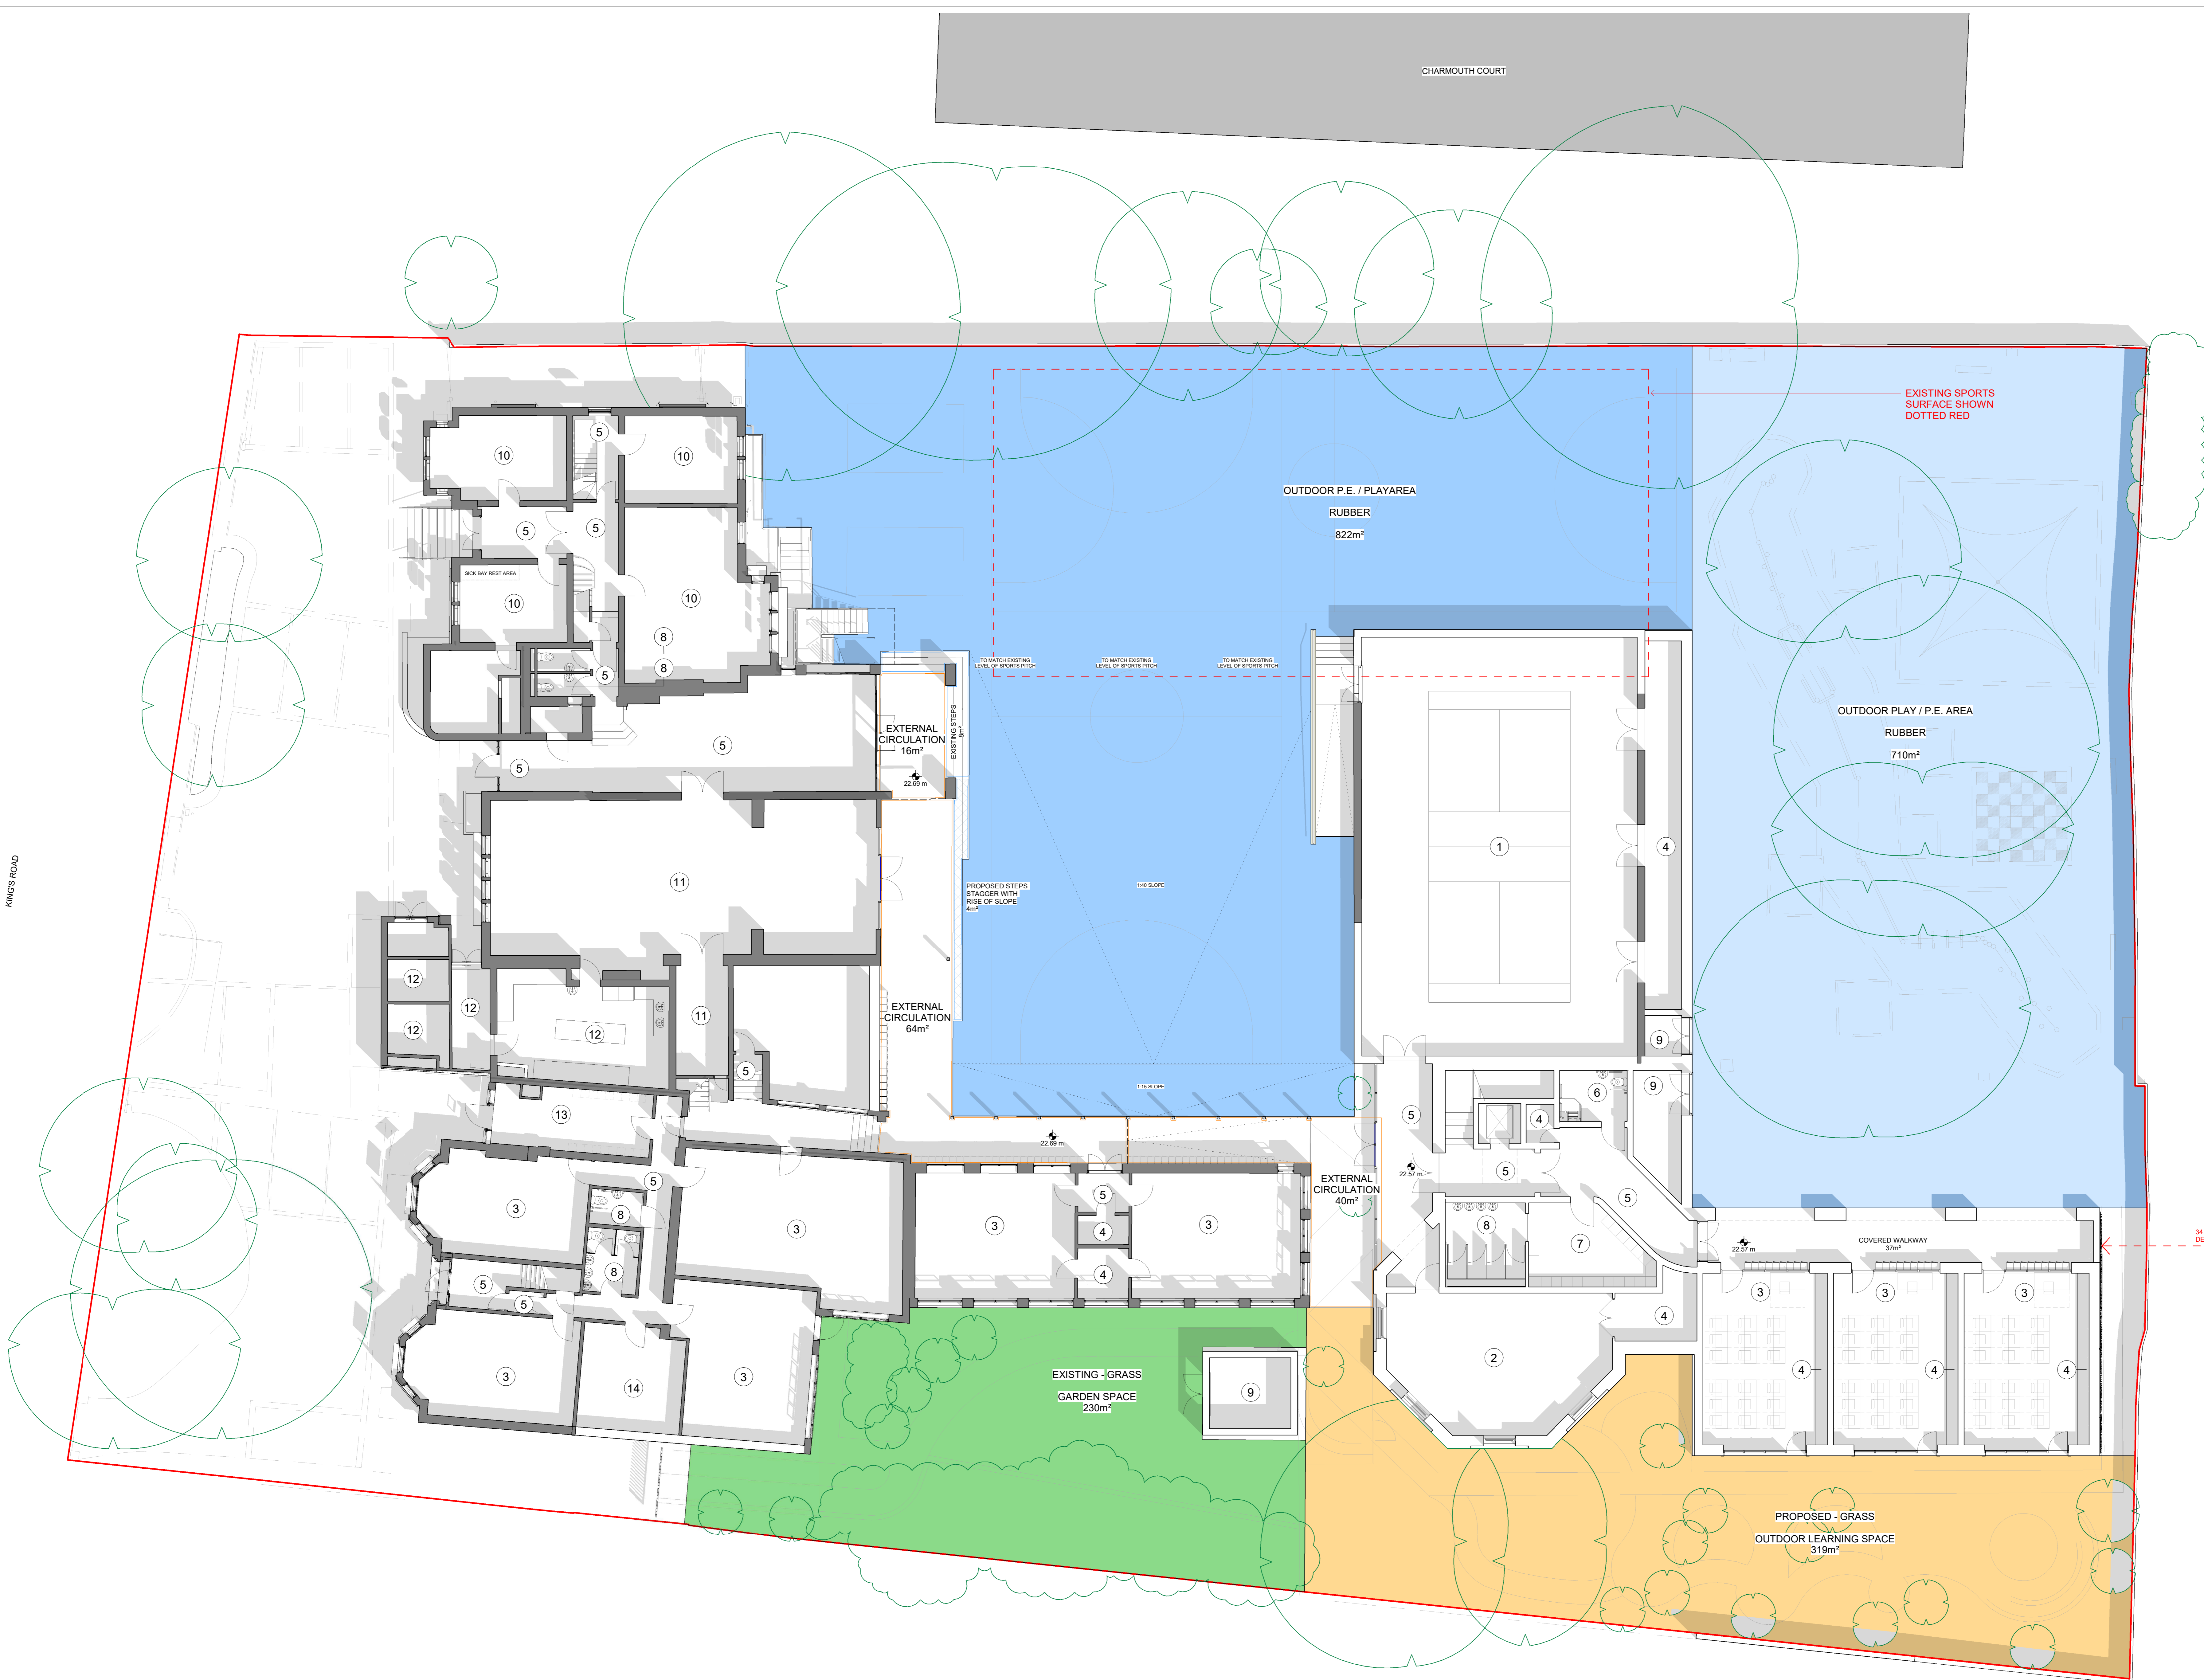 CHARMOUTH COURT
EXISTING SPORTS
SURFACE SHOWN
DOTTED RED
5
10
10
OUTDOOR P.E. / PLAYAREA
RUBBER
822m²
5
5
SICK BAY REST AREA
10
10
8
8
5
TO MATCH EXISTING
LEVEL OF SPORTS PITCH
TO MATCH EXISTING
LEVEL OF SPORTS PITCH
TO MATCH EXISTING
LEVEL OF SPORTS PITCH
OUTDOOR PLAY / P.E. AREA
RUBBER
710m²
EXTERNAL
CIRCULATION
16m²
EXISTING STEPS
8m²
5
5
22.69 m
KING'S ROAD
11
PROPOSED STEPS
STAGGER WITH
RISE OF SLOPE
4m²
1:40 SLOPE
1
4
12
12
12
12
11
EXTERNAL
CIRCULATION
64m²
9
5
1:15 SLOPE
13
5
4
6
9
22.69 m
22.57 m
5
5
EXTERNAL
CIRCULATION
40m²
5
3
8
3
3
5
4
3
8
7
22.57 m
COVERED WALKWAY
37m²
34.
DE
4
8
5
5
3
3
3
4
3
14
3
EXISTING - GRASS
GARDEN SPACE
230m²
9
2
4
4
4
PROPOSED - GRASS
OUTDOOR LEARNING SPACE
319m²